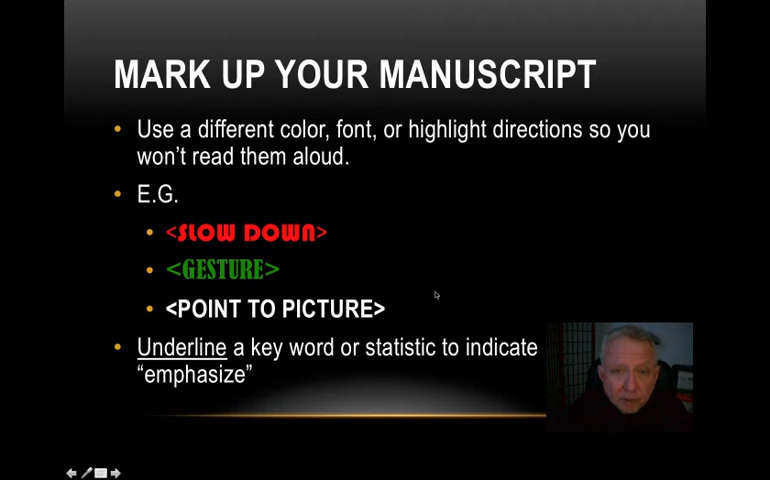 MARK UP YOUR MANUSCRIPT
Use a different color, font, or highlight directions so you
won't read them aloud.
E.G.
<SLOW DOWN>
<GESTURE>
<POINT TO PICTURE>
Underline a key word or statistic to indicate
“emphasize”